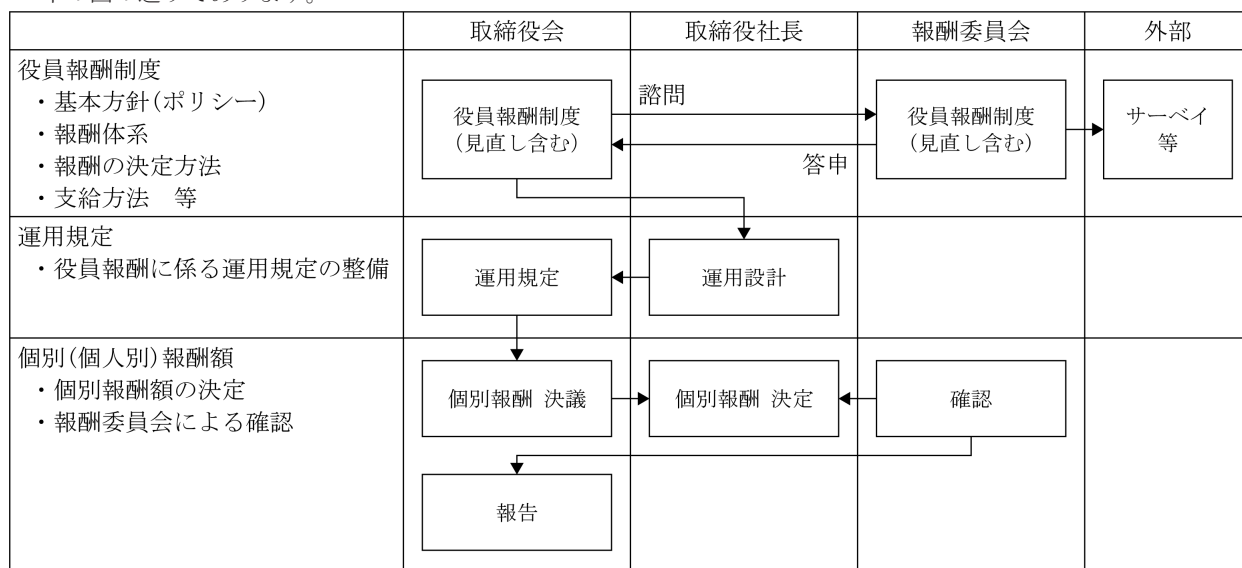 取締役会 取締役社長 報酬委員会 外部
役員報酬制度
・基本方針(ポリシー)
・報酬体系
・報酬の決定方法
・支給方法 等
役員報酬制度
(見直し含む)
諮問
答申
役員報酬制度
(見直し含む)
サーベイ
等
運用規定
・役員報酬に係る運用規定の整備
運用規定
運用設計
個別(個人別)報酬額
・個別報酬額の決定
・報酬委員会による確認
個別報酬 決議
個別報酬 決定
確認
報告